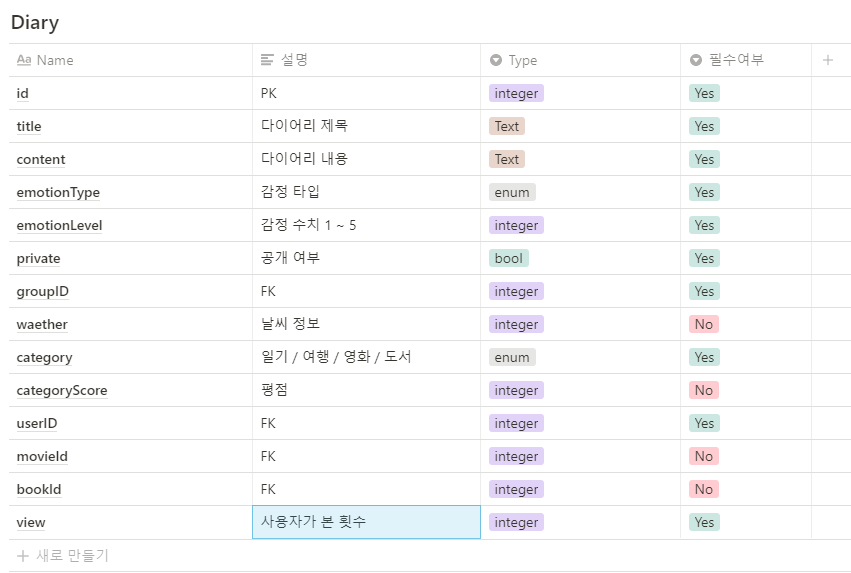 Diary
Aa Name 설명 Type 필수여부
id PK integer Yes
title 다이어리 제목 Text Yes
content 다이어리 내용 Text Yes
emotionType 감정 타입 enum Yes
emotionLevel 감정 수치 1 ~ 5 integer Yes
private 공개 여부 bool Yes
groupID FK integer Yes
waether 날씨 정보 integer No
category 일기 / 여행 / 영화 / 도서 enum Yes
categoryScore 평점 integer No
userID FK integer Yes
movieId FK integer No
bookId FK integer No
view 사용자가 본 횟수 integer Yes
새로 만들기